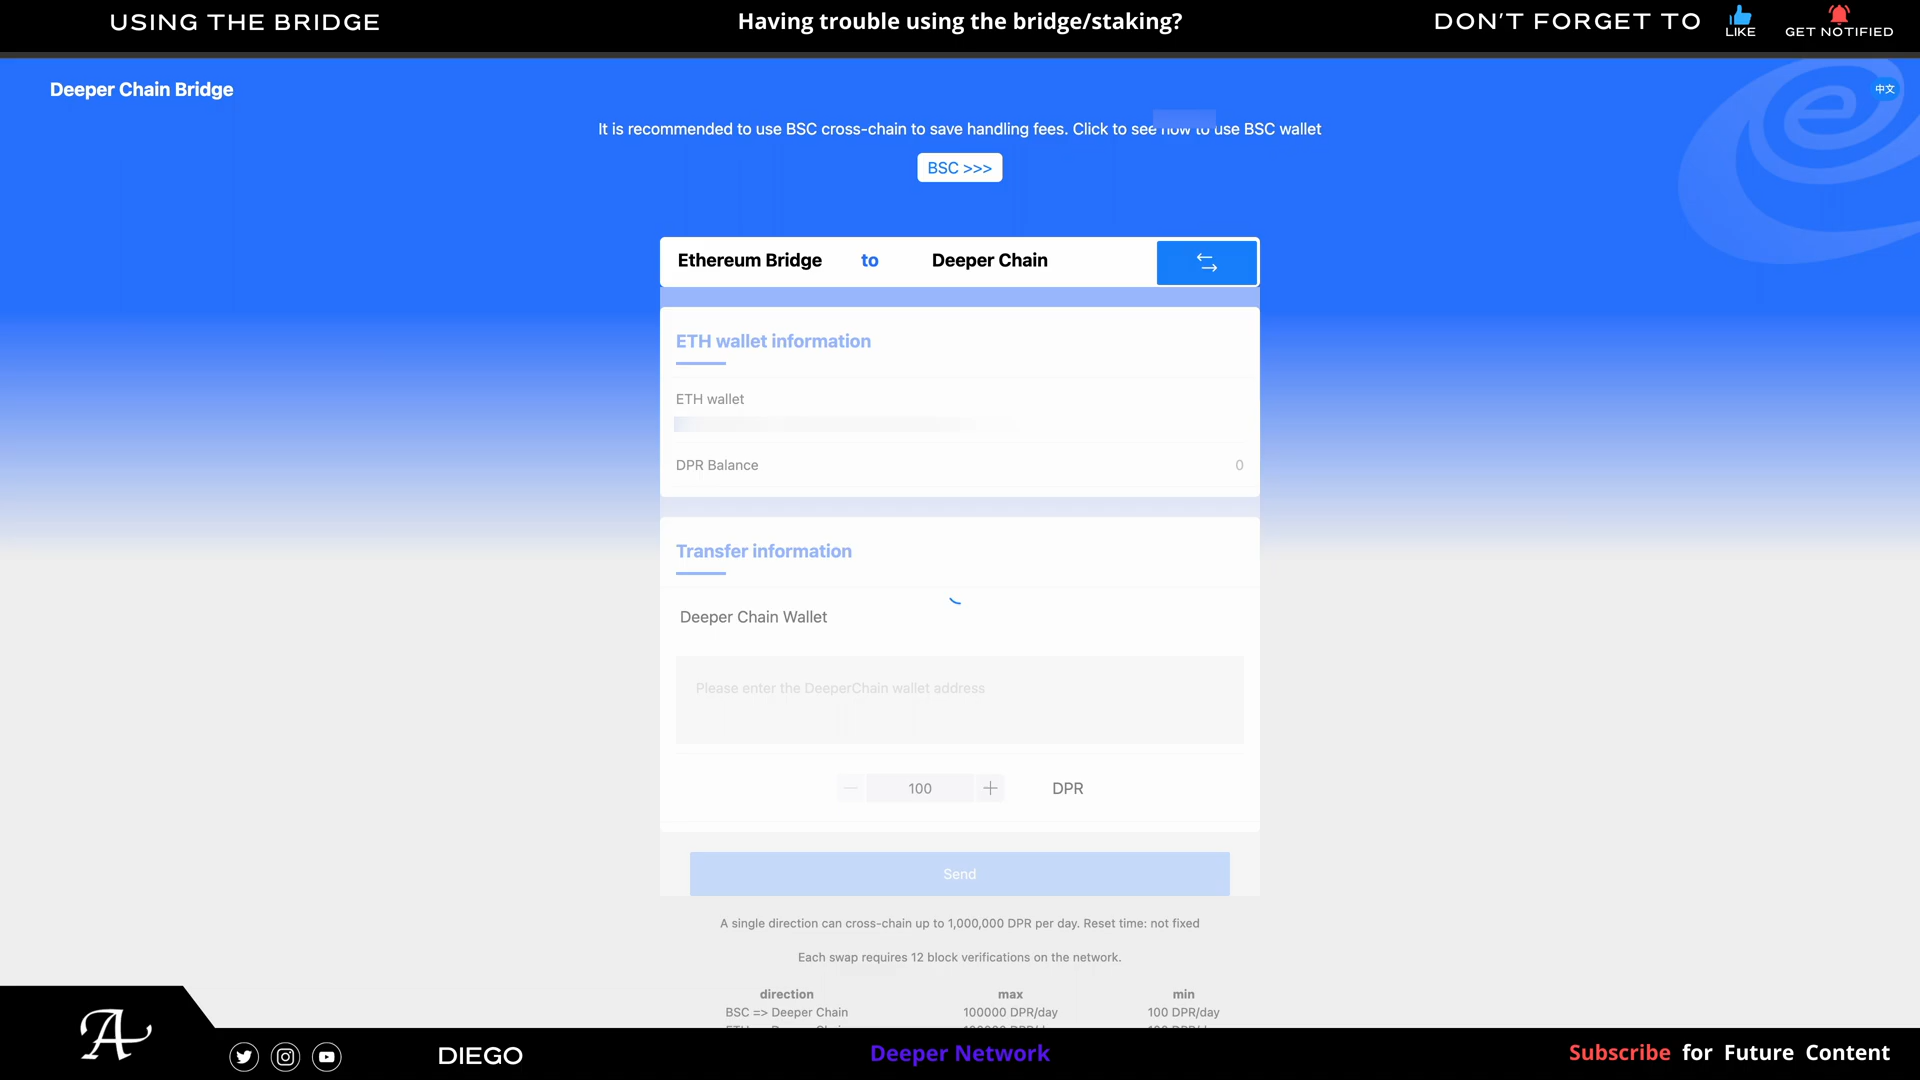 USING THE BRIDGE
Having trouble using the bridge/staking?
DON'T FORGET TO
LIKE
GET NOTIFIED
Deeper Chain Bridge
中文
It is recommended to use BSC cross-chain to save handling fees. Click to see how to use BSC wallet
BSC >>>
Ethereum Bridge to Deeper Chain
ETH wallet information
ETH wallet
DPR Balance 0
Transfer information
Deeper Chain Wallet
Please enter the DeeperChain wallet address
100 DPR
Send
A single direction can cross-chain up to 1,000,000 DPR per day. Reset time: not fixed
Each swap requires 12 block verifications on the network.
direction max min
BSC => Deeper Chain 100000 DPR/day 100 DPR/day
A
DIEGO
Deeper Network
Subscribe for Future Content